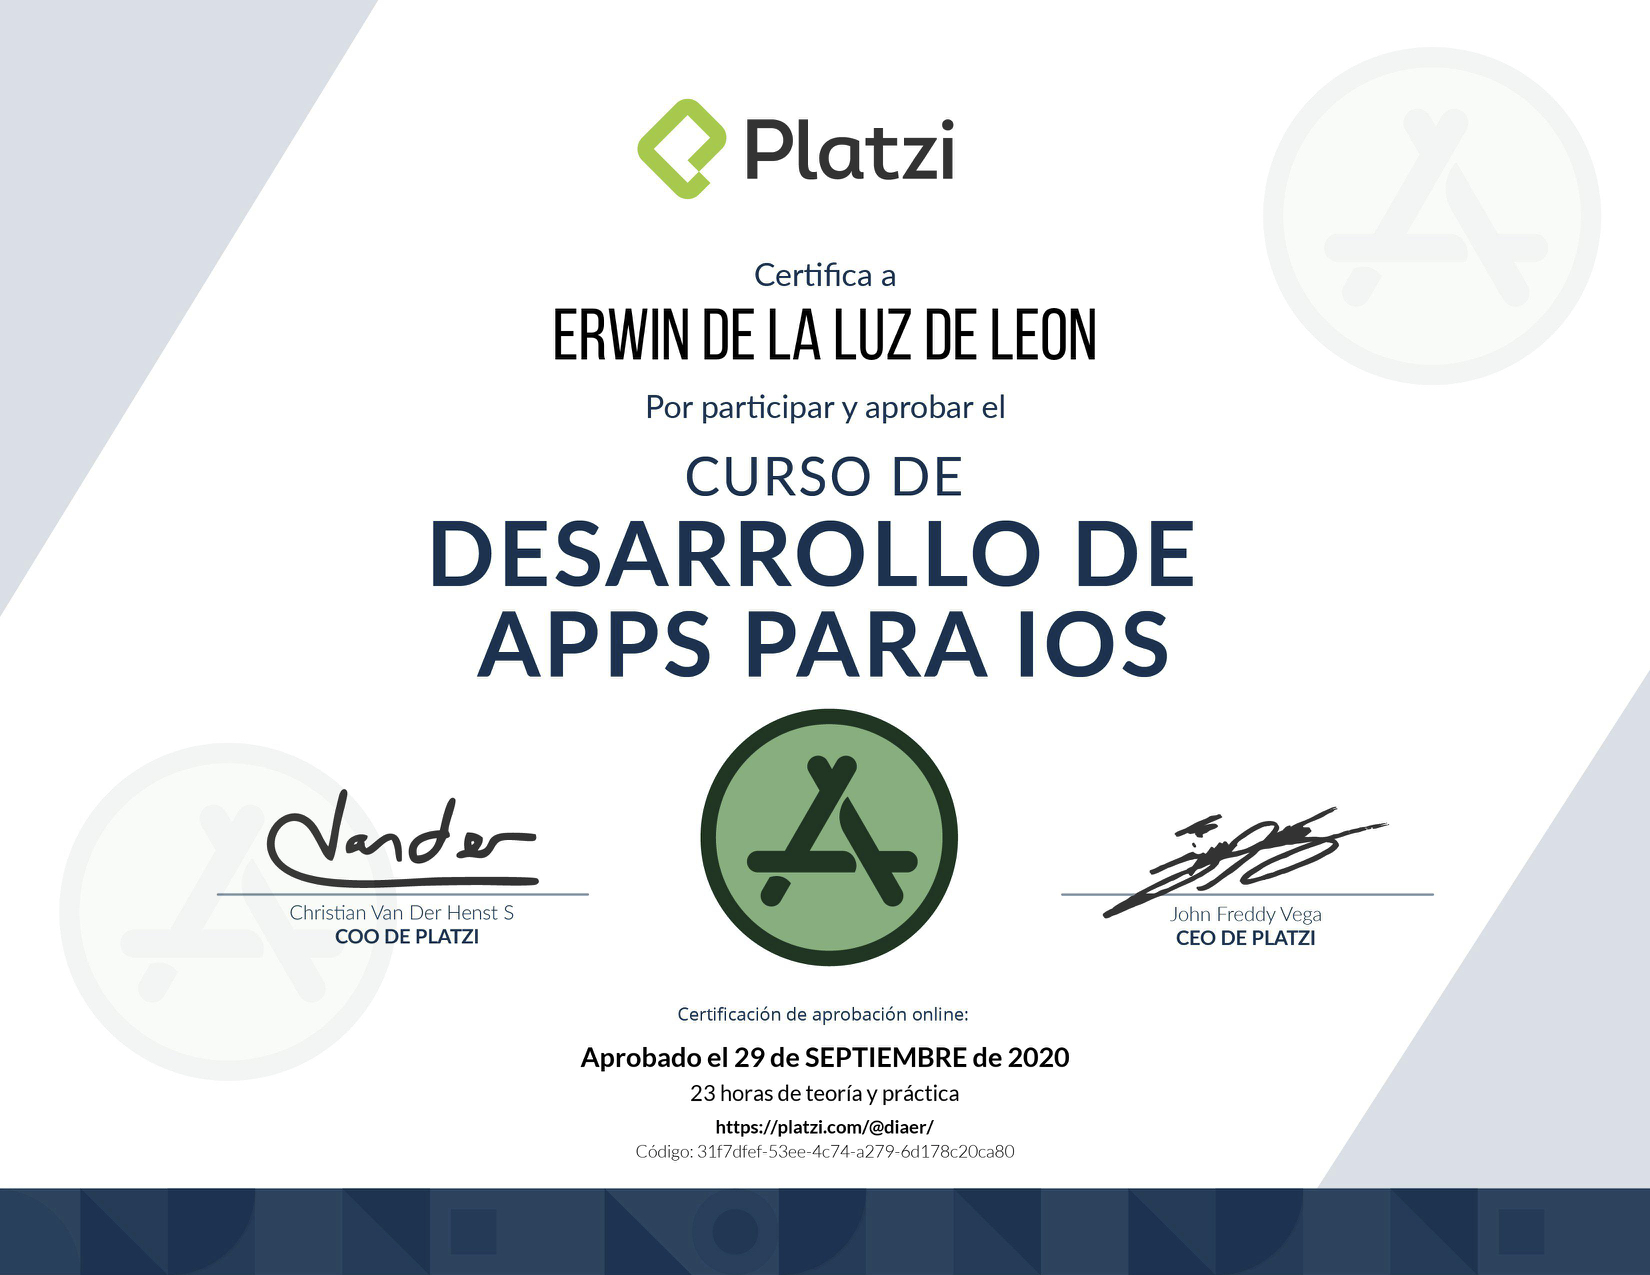 Platzi
Certifica a
ERWIN DE LA LUZ DE LEON
Por participar y aprobar el
CURSO DE
DESARROLLO DE
APPS PARA IOS
Vander
Christian Van Der Henst S
COO DE PLATZI
John Freddy Vega
CEO DE PLATZI
Certificación de aprobación online:
Aprobado el 29 de SEPTIEMBRE de 2020
23 horas de teoría y práctica
https://platzi.com/@diaer/
Código: 31f7dfef-53ee-4c74-a279-6d178c20ca80